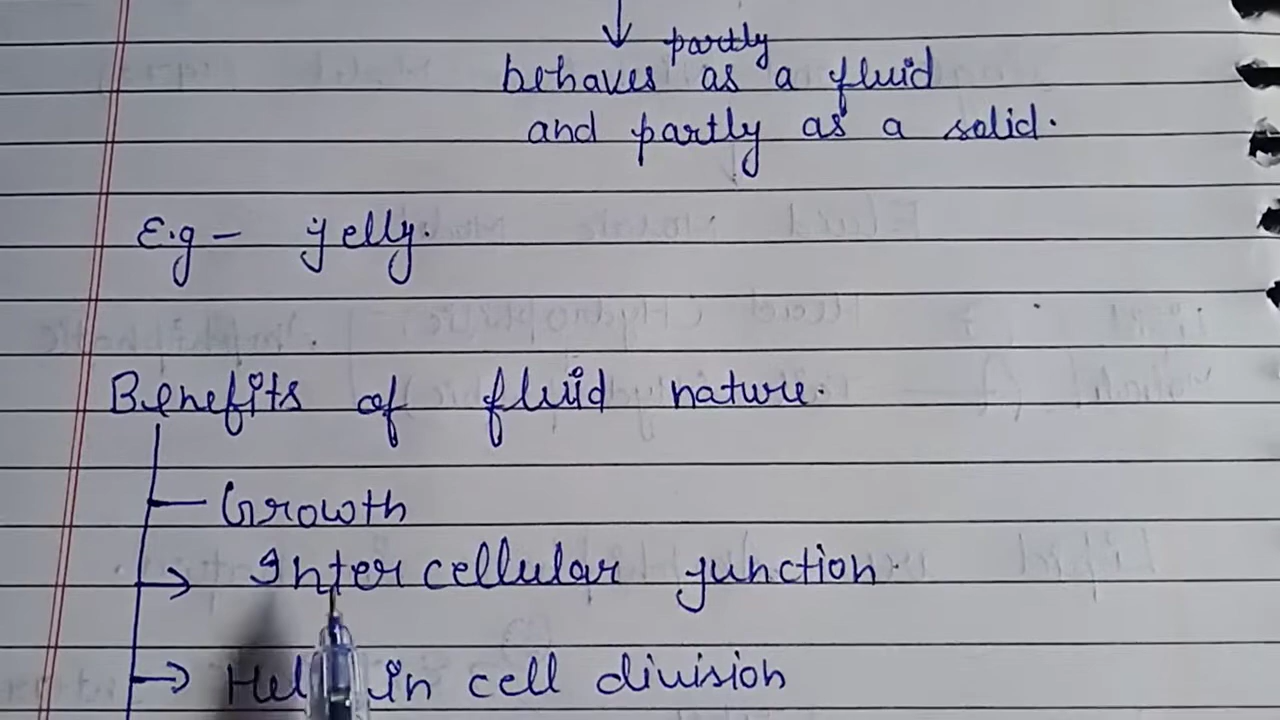 partly
behaves as a fluid
and partly as a solid.
E.g - jelly.
Benefits of fluid nature.
Growth
Intercellular junction.
in cell division